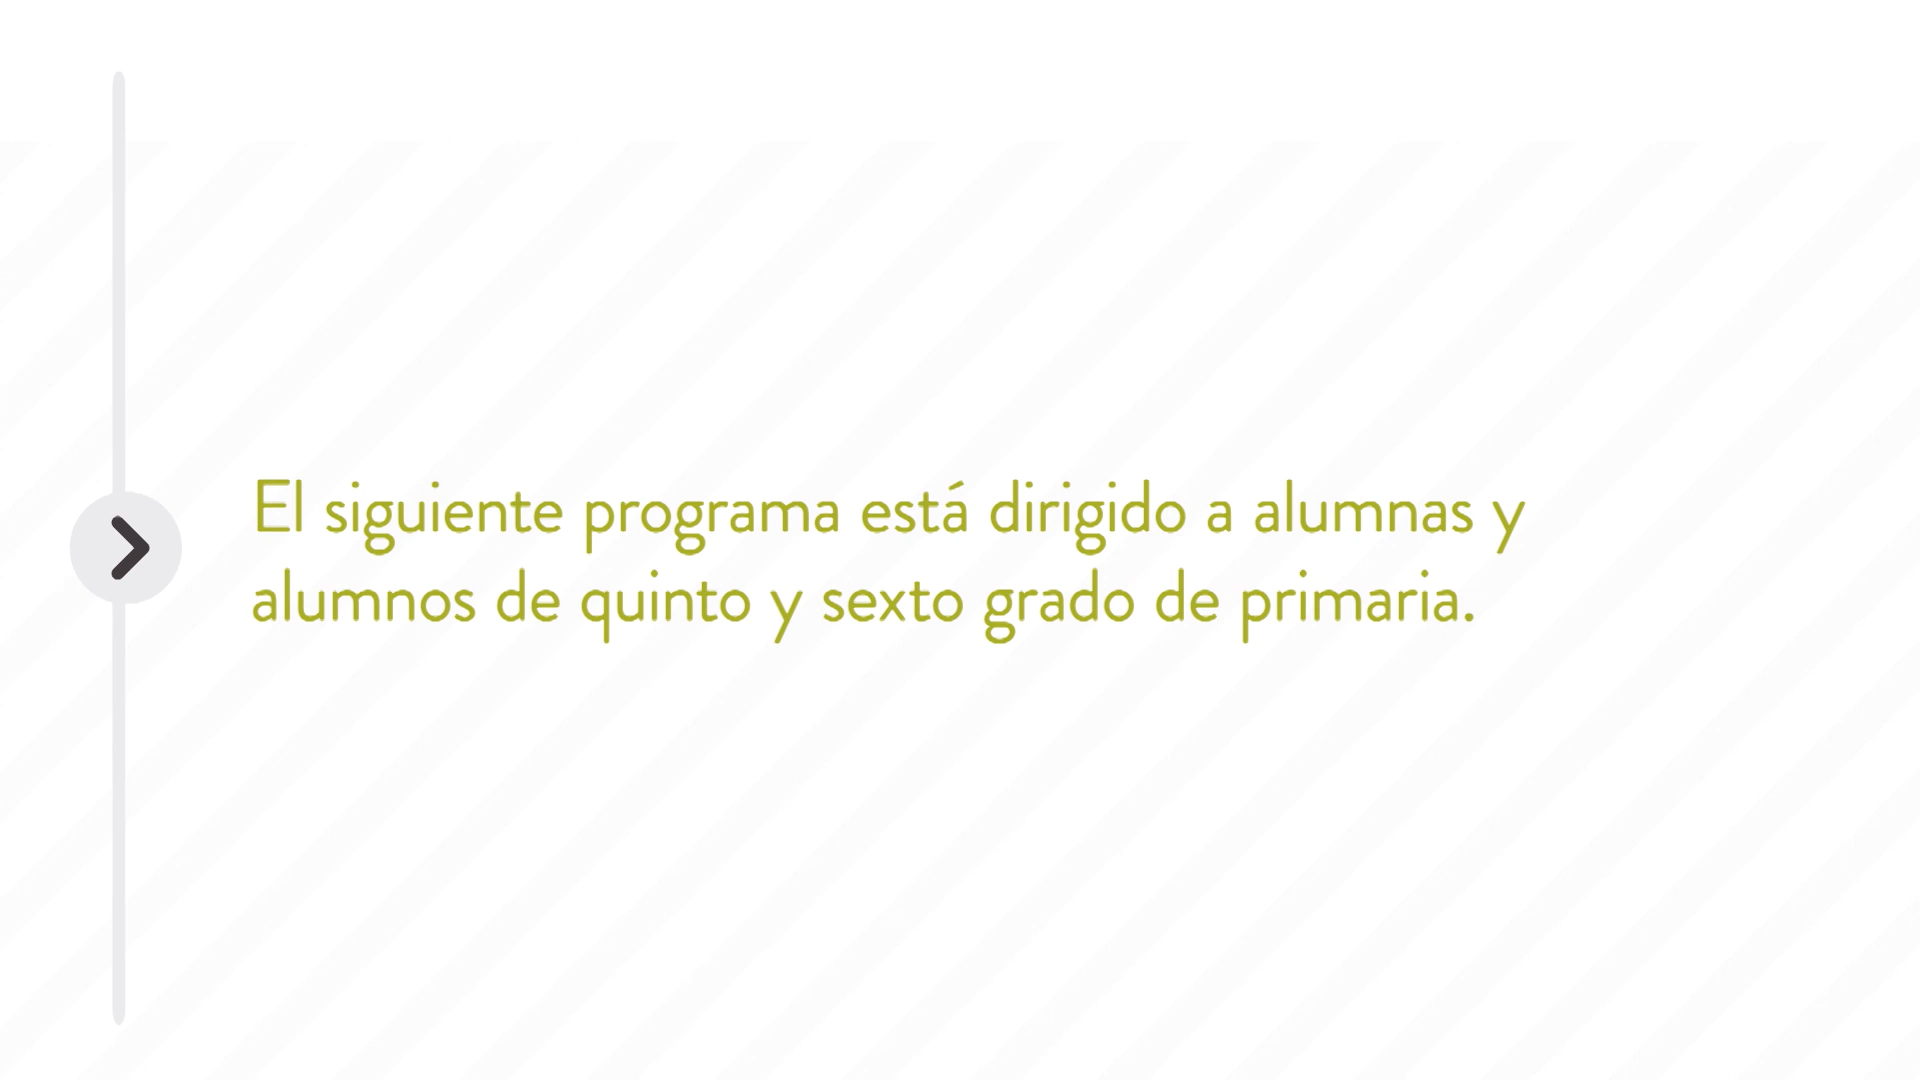 El siguiente programa está dirigido a alumnas y
alumnos de quinto y sexto grado de primaria.